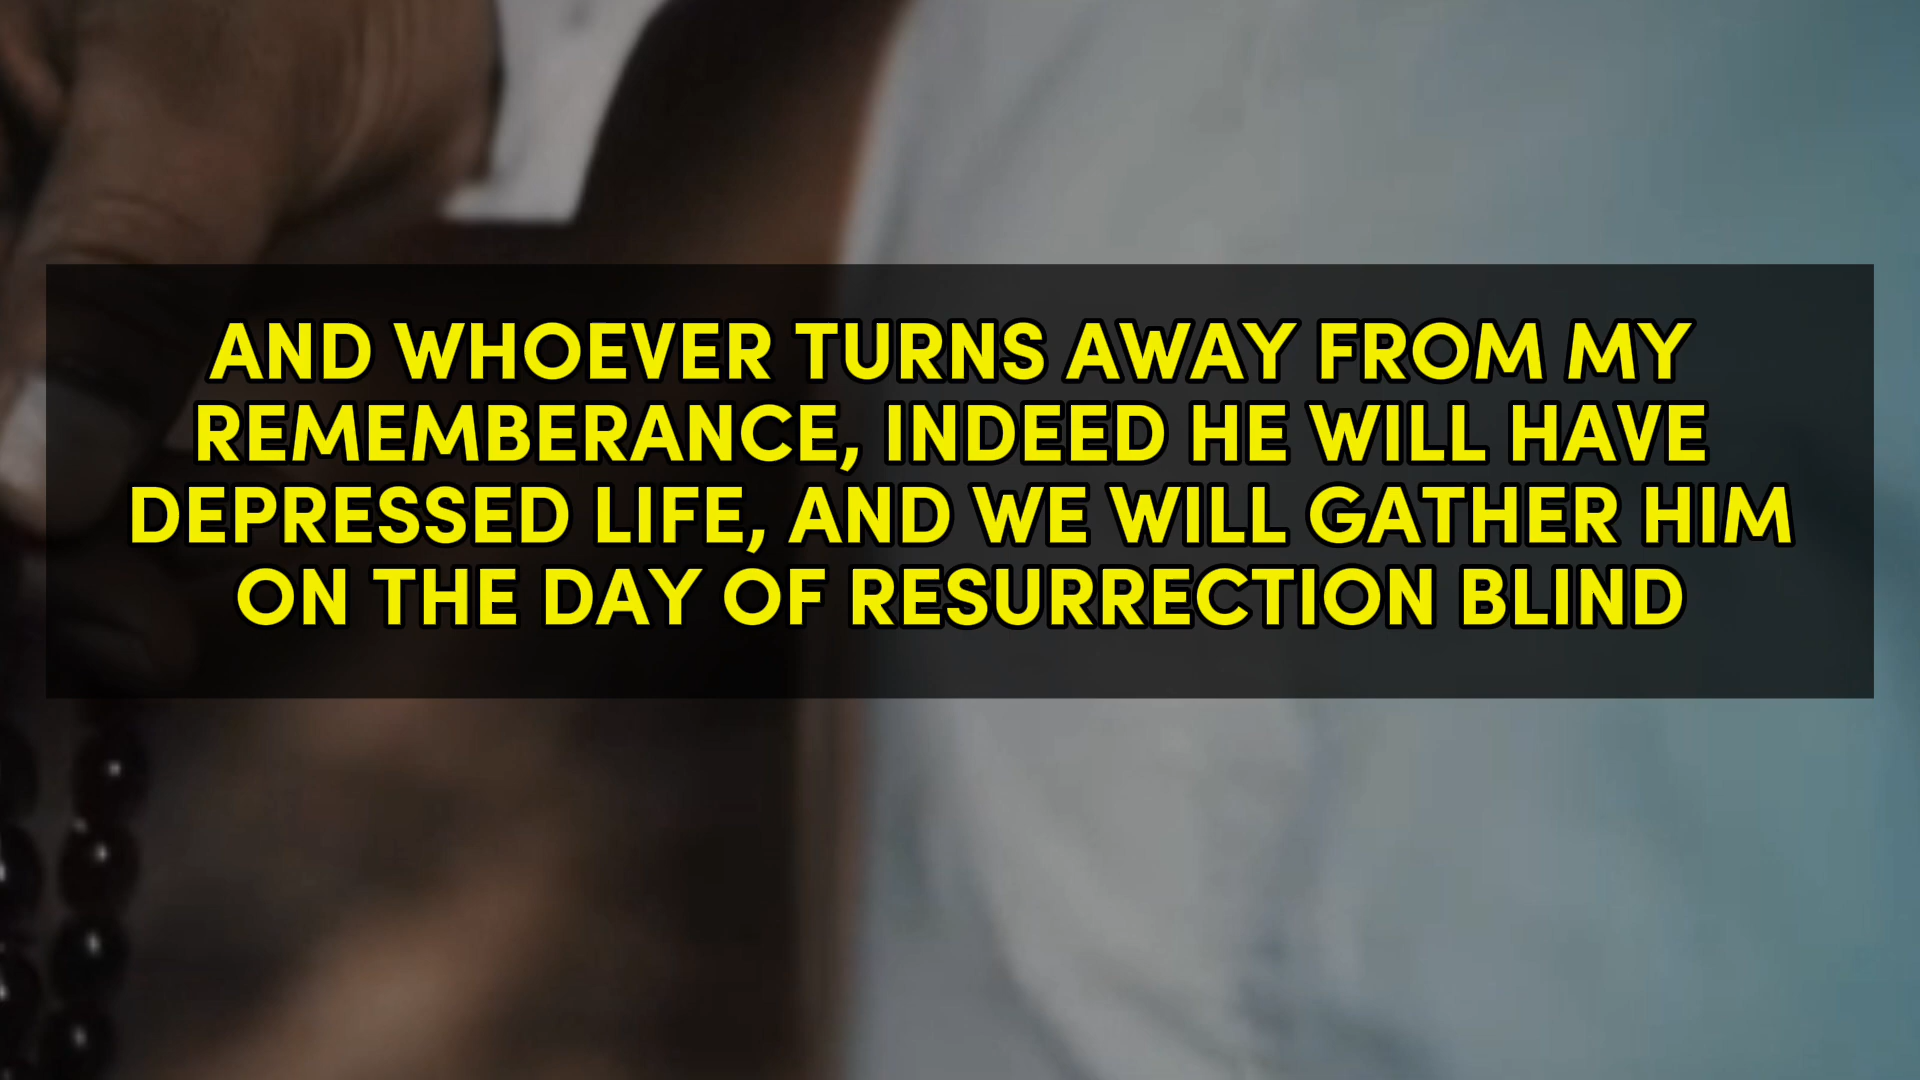 AND WHOEVER TURNS AWAY FROM MY
REMEMBERANCE, INDEED HE WILL HAVE
DEPRESSED LIFE, AND WE WILL GATHER HIM
ON THE DAY OF RESURRECTION BLIND